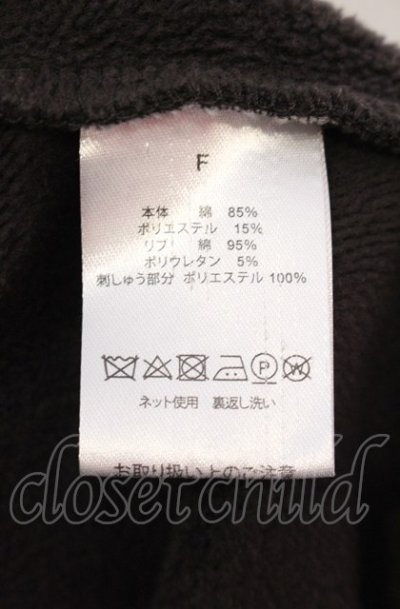 F
本体　綿 85%
ポリエステル 15%
リブ　綿 95%
ポリウレタン 5%
刺しゅう部分 ポリエステル 100%
ネット使用　裏返し洗い
お取り扱い上のご注意
closet child